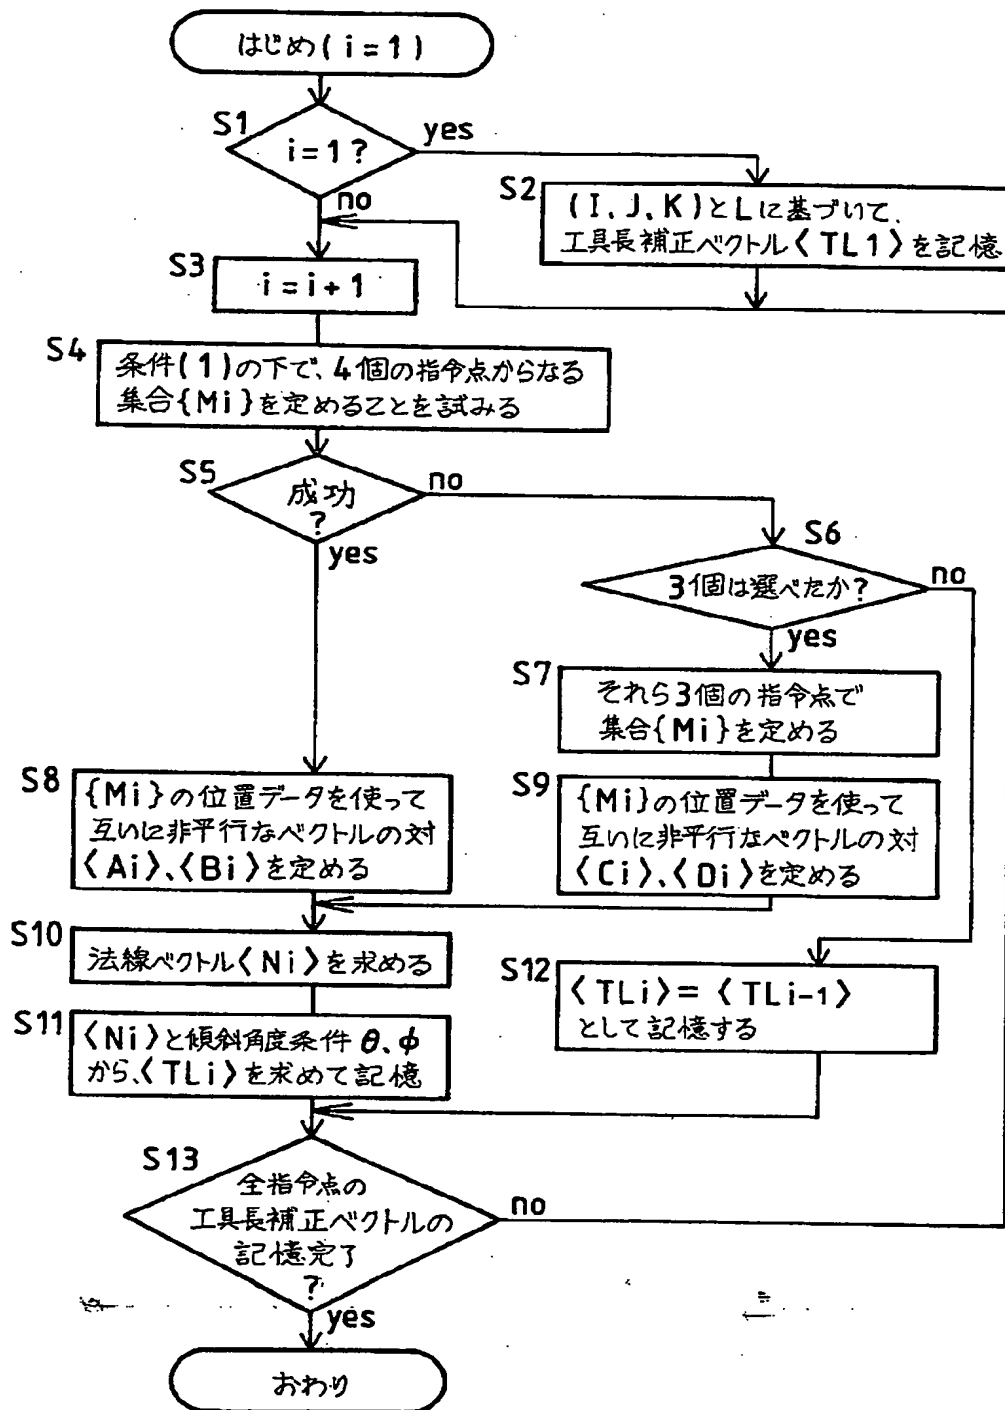 はじめ(i=1)
S1
i=1?
yes
no
S2
(I、J、K)とLに基づいて、
工具長補正ベクトル〈TL1〉を記憶
S3
i=i+1
S4
条件(1)の下で、4個の指令点からなる
集合{Mi}を定めることを試みる
S5
成功
?
no
yes
S6
3個は選べたか?
no
yes
S7
それら3個の指令点で
集合{Mi}を定める
S8
{Mi}の位置データを使って
互いに非平行なベクトルの対
〈Ai〉、〈Bi〉を定める
S9
{Mi}の位置データを使って
互いに非平行なベクトルの対
〈Ci〉、〈Di〉を定める
S10
法線ベクトル〈Ni〉を求める
S11
〈Ni〉と傾斜角度条件θ、φ
から、〈TLi〉を求めて記憶
S12
〈TLi〉=〈TLi-1〉
として記憶する
S13
全指令点の
工具長補正ベクトルの
記憶完了
?
no
yes
おわり